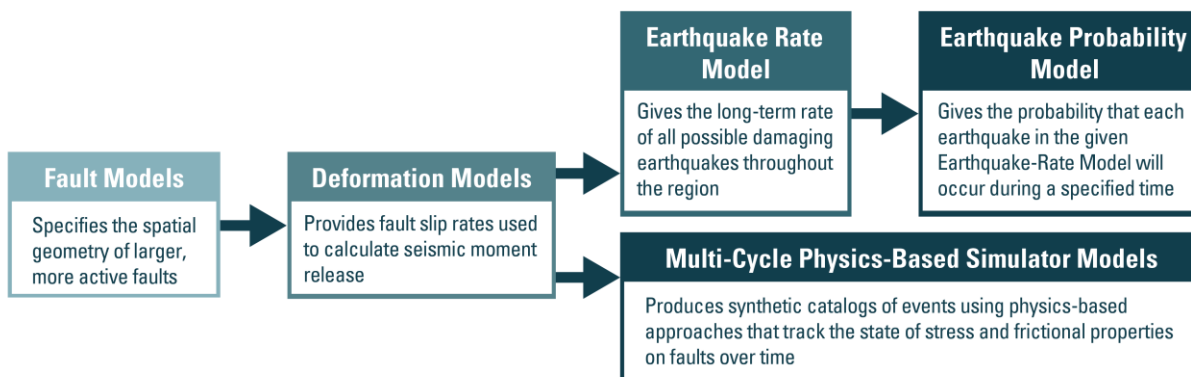 Fault Models
Specifies the spatial
geometry of larger,
more active faults
Deformation Models
Provides fault slip rates used
to calculate seismic moment
release
Earthquake Rate
Model
Gives the long-term rate
of all possible damaging
earthquakes throughout
the region
Earthquake Probability
Model
Gives the probability that each
earthquake in the given
Earthquake-Rate Model will
occur during a specified time
Multi-Cycle Physics-Based Simulator Models
Produces synthetic catalogs of events using physics-based
approaches that track the state of stress and frictional properties
on faults over time